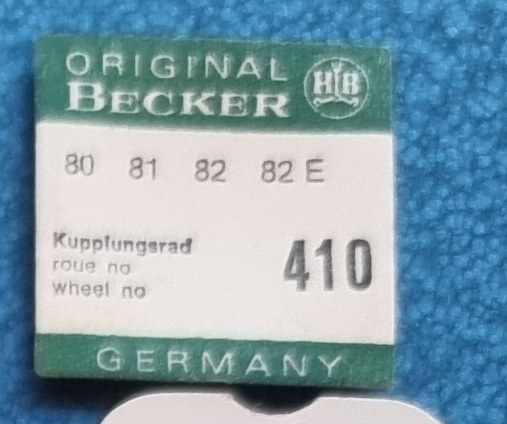 ORIGINAL
BECKER
HB
80 81 82 82 E
Kupplungsrad
roue no
wheel no
410
GERMANY